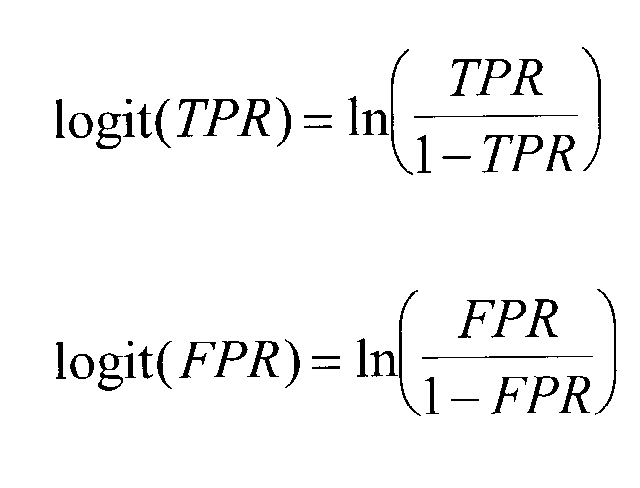 logit(TPR) = ln(TPR / 1 − TPR)
logit(FPR) = ln(FPR / 1 − FPR)